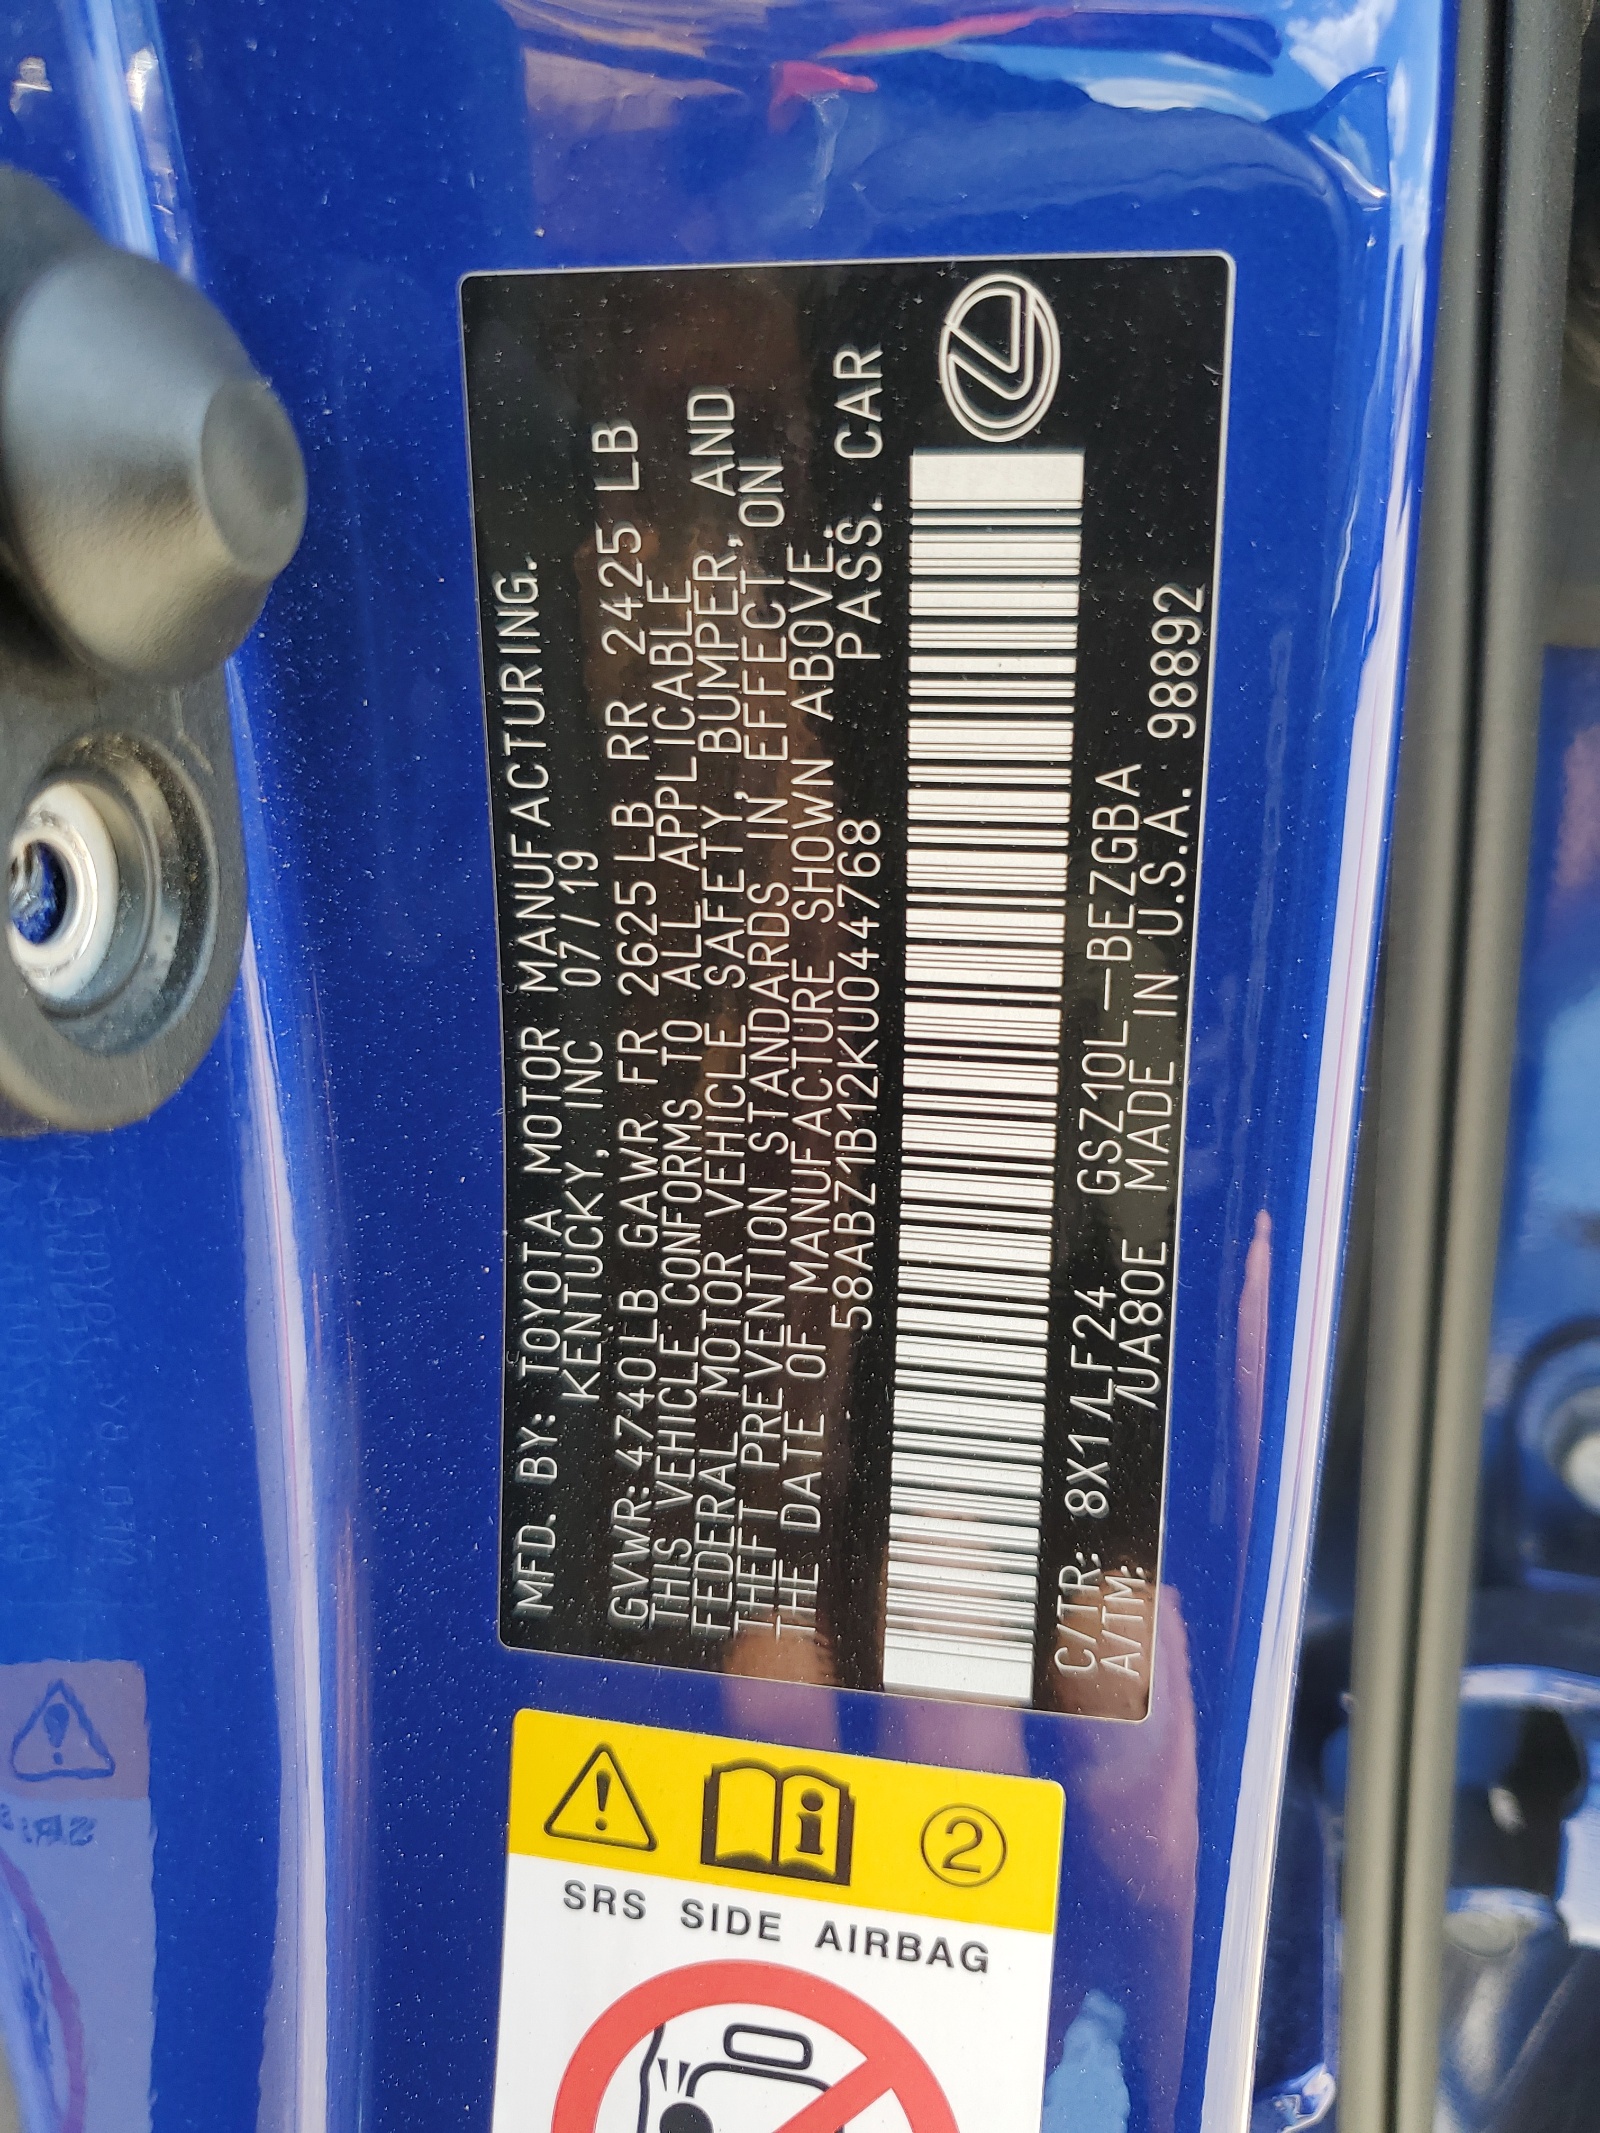 MFD. BY: TOYOTA MOTOR MANUFACTURING.
KENTUCKY, INC 07/19
GVWR: 4740LB GAWR FR 2625LB RR 2425 LB
THIS VEHICLE CONFORMS TO ALL APPLICABLE
FEDERAL MOTOR VEHICLE SAFETY, BUMPER, AND
THEFT PREVENTION STANDARDS IN EFFECT ON
THE DATE OF MANUFACTURE SHOWN ABOVE.
58ABZ1B12KU044768 PASS. CAR
C/TR: 8X1/LF24 GSZ10L-BEZGBA
A/TM: /UA80E MADE IN U.S.A. 98892
2
SRS SIDE AIRBAG